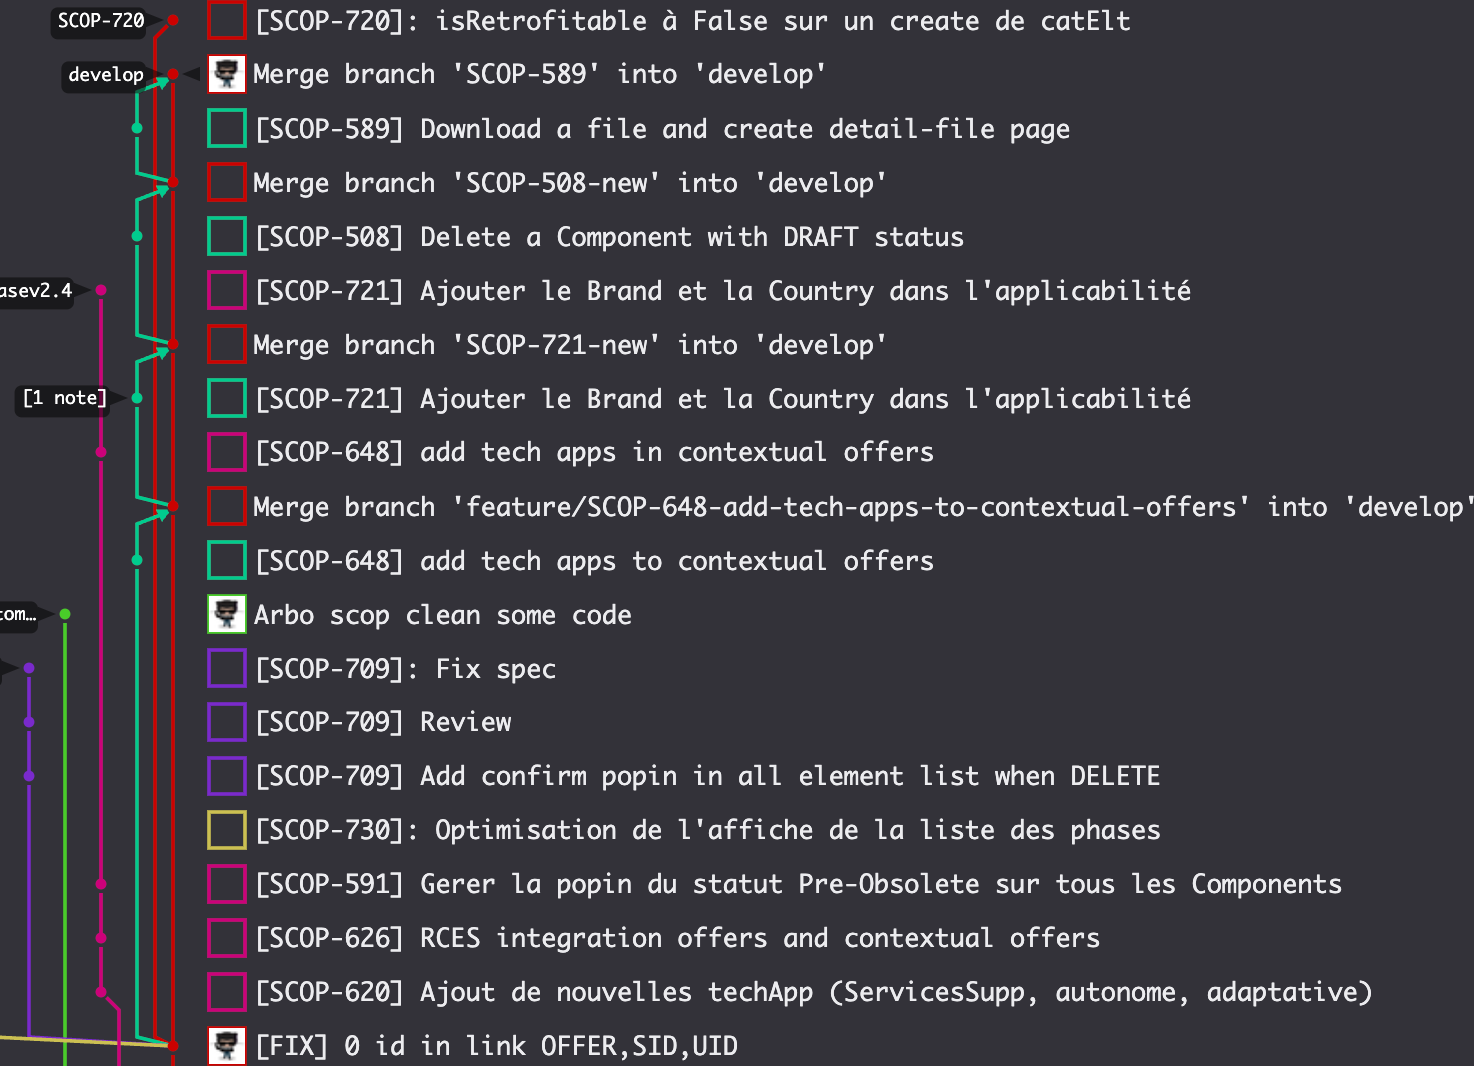 SCOP-720 [SCOP-720]: isRetrofitable à False sur un create de catElt
develop Merge branch 'SCOP-589' into 'develop'
[SCOP-589] Download a file and create detail-file page
Merge branch 'SCOP-508-new' into 'develop'
[SCOP-508] Delete a Component with DRAFT status
asev2.4 [SCOP-721] Ajouter le Brand et la Country dans l'applicabilité
Merge branch 'SCOP-721-new' into 'develop'
[1 note] [SCOP-721] Ajouter le Brand et la Country dans l'applicabilité
[SCOP-648] add tech apps in contextual offers
Merge branch 'feature/SCOP-648-add-tech-apps-to-contextual-offers' into 'develop'
[SCOP-648] add tech apps to contextual offers
tom… Arbo scop clean some code
[SCOP-709]: Fix spec
[SCOP-709] Review
[SCOP-709] Add confirm popin in all element list when DELETE
[SCOP-730]: Optimisation de l'affiche de la liste des phases
[SCOP-591] Gerer la popin du statut Pre-Obsolete sur tous les Components
[SCOP-626] RCES integration offers and contextual offers
[SCOP-620] Ajout de nouvelles techApp (ServicesSupp, autonome, adaptative)
[FIX] 0 id in link OFFER,SID,UID